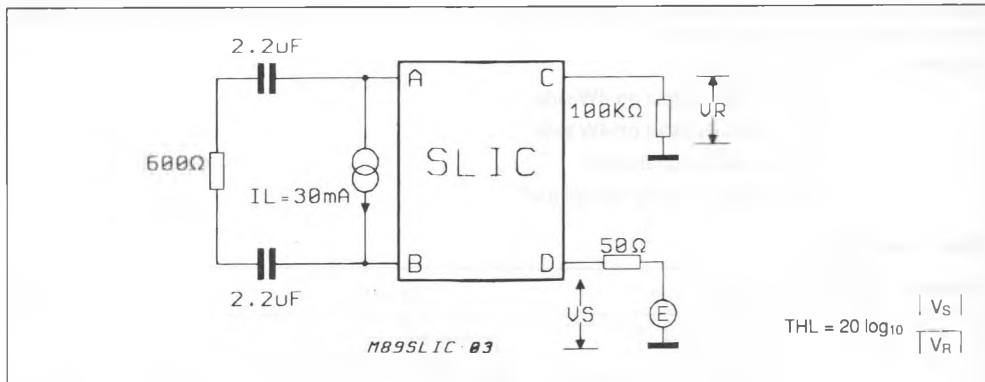 2.2uF
A
C
100KΩ
VR
600Ω
SLIC
IL=30mA
50Ω
B
D
2.2uF
VS
E
M89SLIC-03
THL = 20 log10 |VS| / |VR|